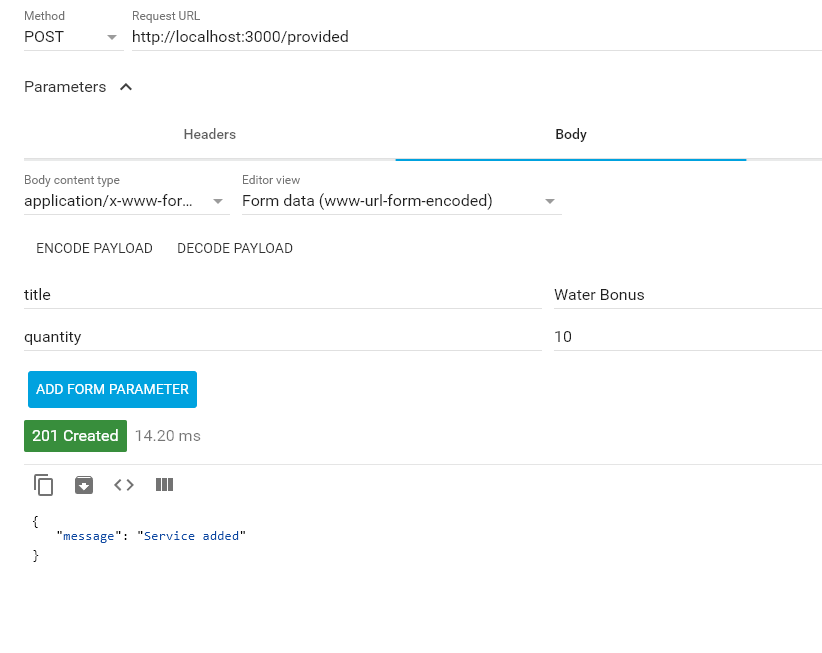 Method Request URL
POST http://localhost:3000/provided
Parameters
Headers Body
Body content type Editor view
application/x-www-for... Form data (www-url-form-encoded)
ENCODE PAYLOAD DECODE PAYLOAD
title Water Bonus
quantity 10
ADD FORM PARAMETER
201 Created 14.20 ms
{
"message": "Service added"
}